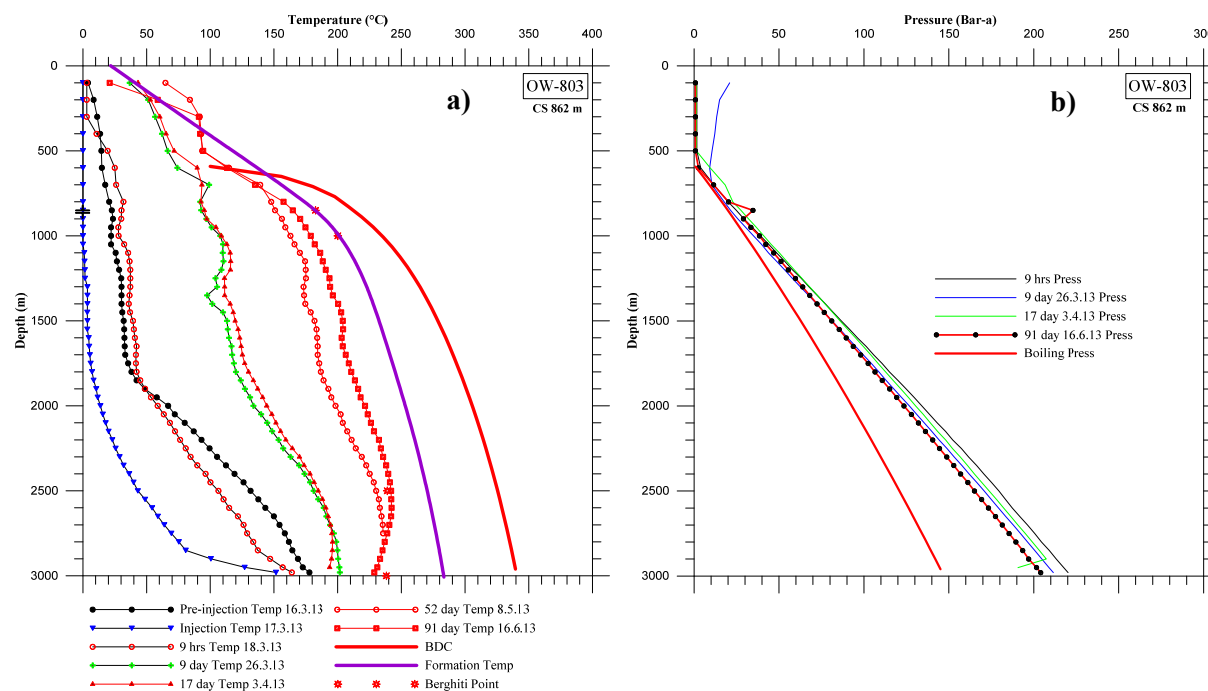 Temperature (°C)
0 50 100 150 200 250 300 350 400
0
500
1000
1500
2000
2500
3000
Depth (m)
OW-803
CS 862 m
a)
Pre-injection Temp 16.3.13
Injection Temp 17.3.13
9 hrs Temp 18.3.13
9 day Temp 26.3.13
17 day Temp 3.4.13
52 day Temp 8.5.13
91 day Temp 16.6.13
BDC
Formation Temp
Berghiti Point
Pressure (Bar-a)
0 100 200 300
0
500
1000
1500
2000
2500
3000
Depth (m)
OW-803
CS 862 m
b)
9 hrs Press
9 day 26.3.13 Press
17 day 3.4.13 Press
91 day 16.6.13 Press
Boiling Press